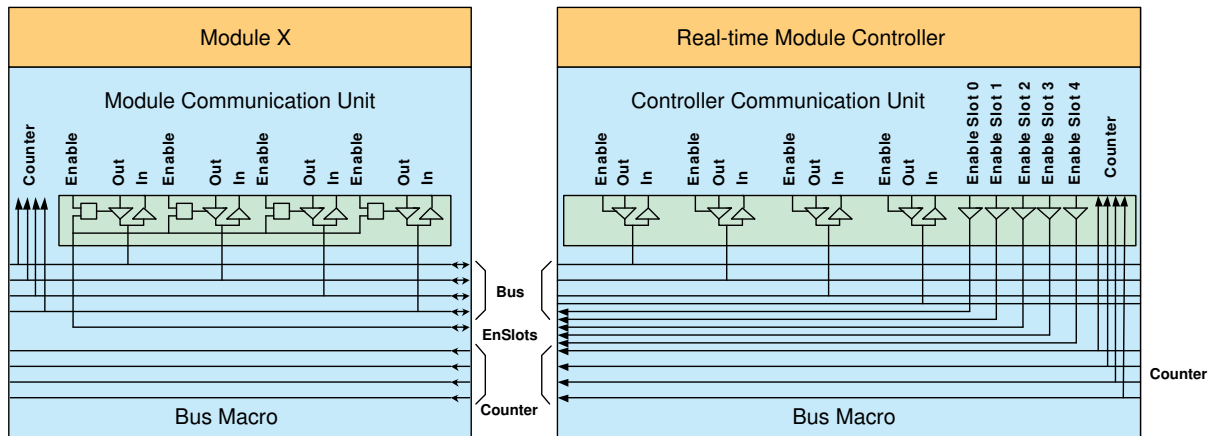 Module X
Real-time Module Controller
Module Communication Unit
Controller Communication Unit
Counter
Enable
Out
In
Enable
Out
In
Enable
Out
In
Enable
Out
In
Enable
Out
In
Enable
Out
In
Enable
Out
In
Enable
Out
In
Enable Slot 0
Enable Slot 1
Enable Slot 2
Enable Slot 3
Enable Slot 4
Counter
Bus
EnSlots
Counter
Counter
Bus Macro
Bus Macro